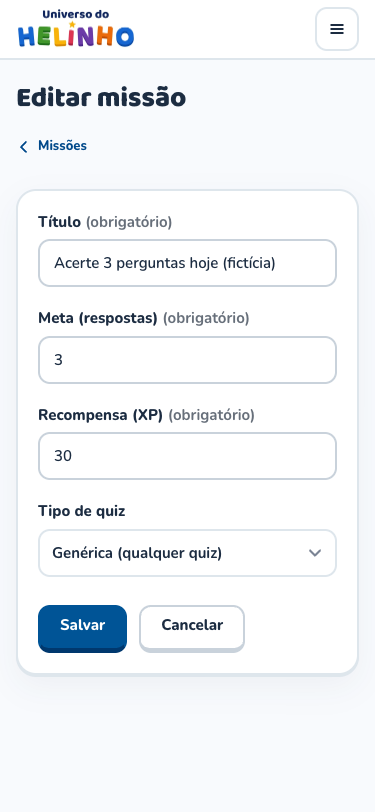 Universo do
HELINHO
Editar missão
Missões
Título (obrigatório)
Acerte 3 perguntas hoje (fictícia)
Meta (respostas) (obrigatório)
3
Recompensa (XP) (obrigatório)
30
Tipo de quiz
Genérica (qualquer quiz)
Salvar
Cancelar